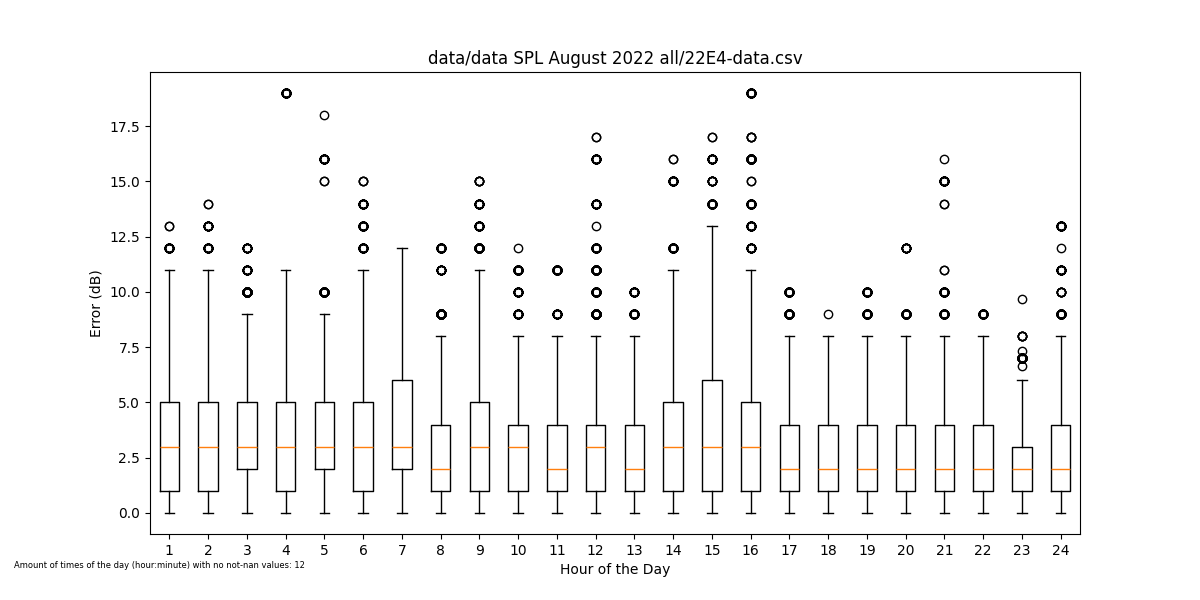 data/data SPL August 2022 all/22E4-data.csv
17.5
15.0
12.5
10.0
7.5
5.0
2.5
0.0
Error (dB)
1 2 3 4 5 6 7 8 9 10 11 12 13 14 15 16 17 18 19 20 21 22 23 24
Hour of the Day
Amount of times of the day (hour:minute) with no not-nan values: 12